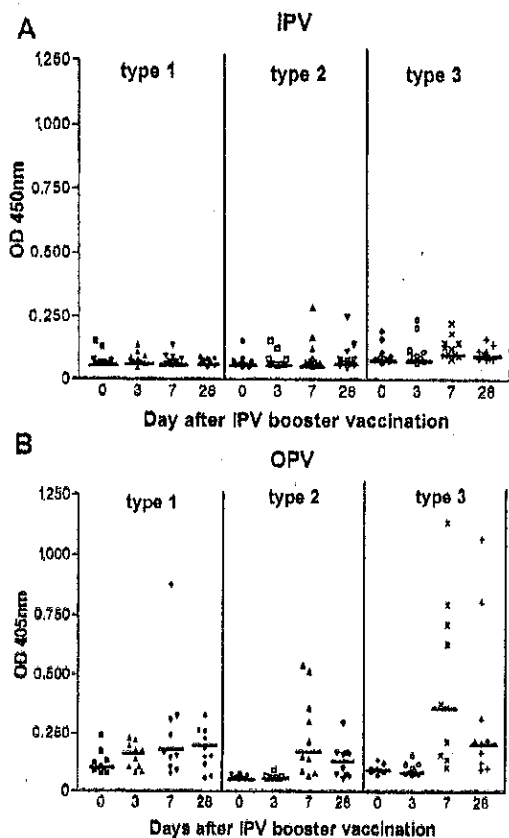 A
IPV
1,250
1,000
0,750
0,500
0,250
0
OD 450nm
type 1
type 2
type 3
0 3 7 28 0 3 7 28 0 3 7 28
Day after IPV booster vaccination
B
OPV
1,250
1,000
0,750
0,500
0,250
0
OD 405nm
type 1
type 2
type 3
0 3 7 28 0 3 7 28 0 3 7 28
Days after IPV booster vaccination